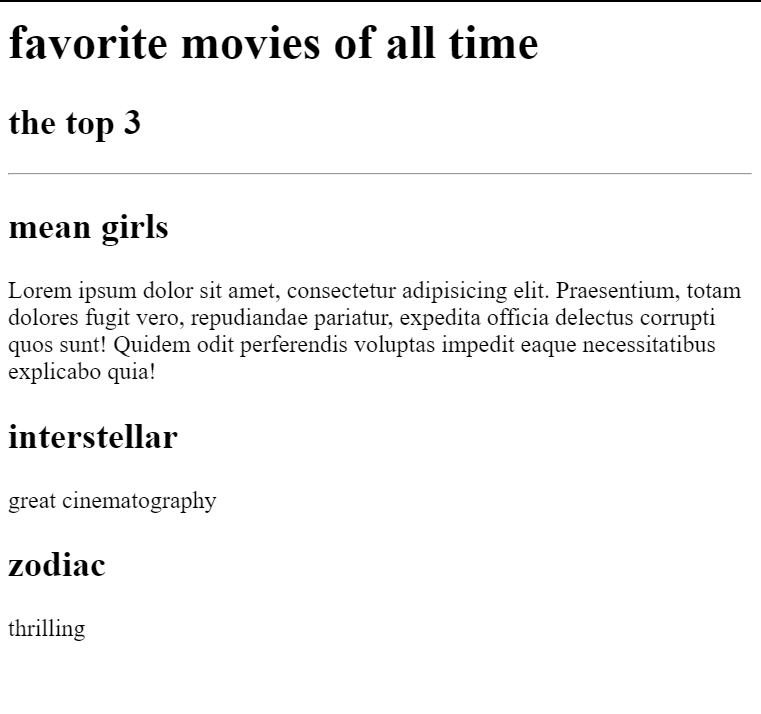 favorite movies of all time
the top 3
mean girls
Lorem ipsum dolor sit amet, consectetur adipisicing elit. Praesentium, totam
dolores fugit vero, repudiandae pariatur, expedita officia delectus corrupti
quos sunt! Quidem odit perferendis voluptas impedit eaque necessitatibus
explicabo quia!
interstellar
great cinematography
zodiac
thrilling